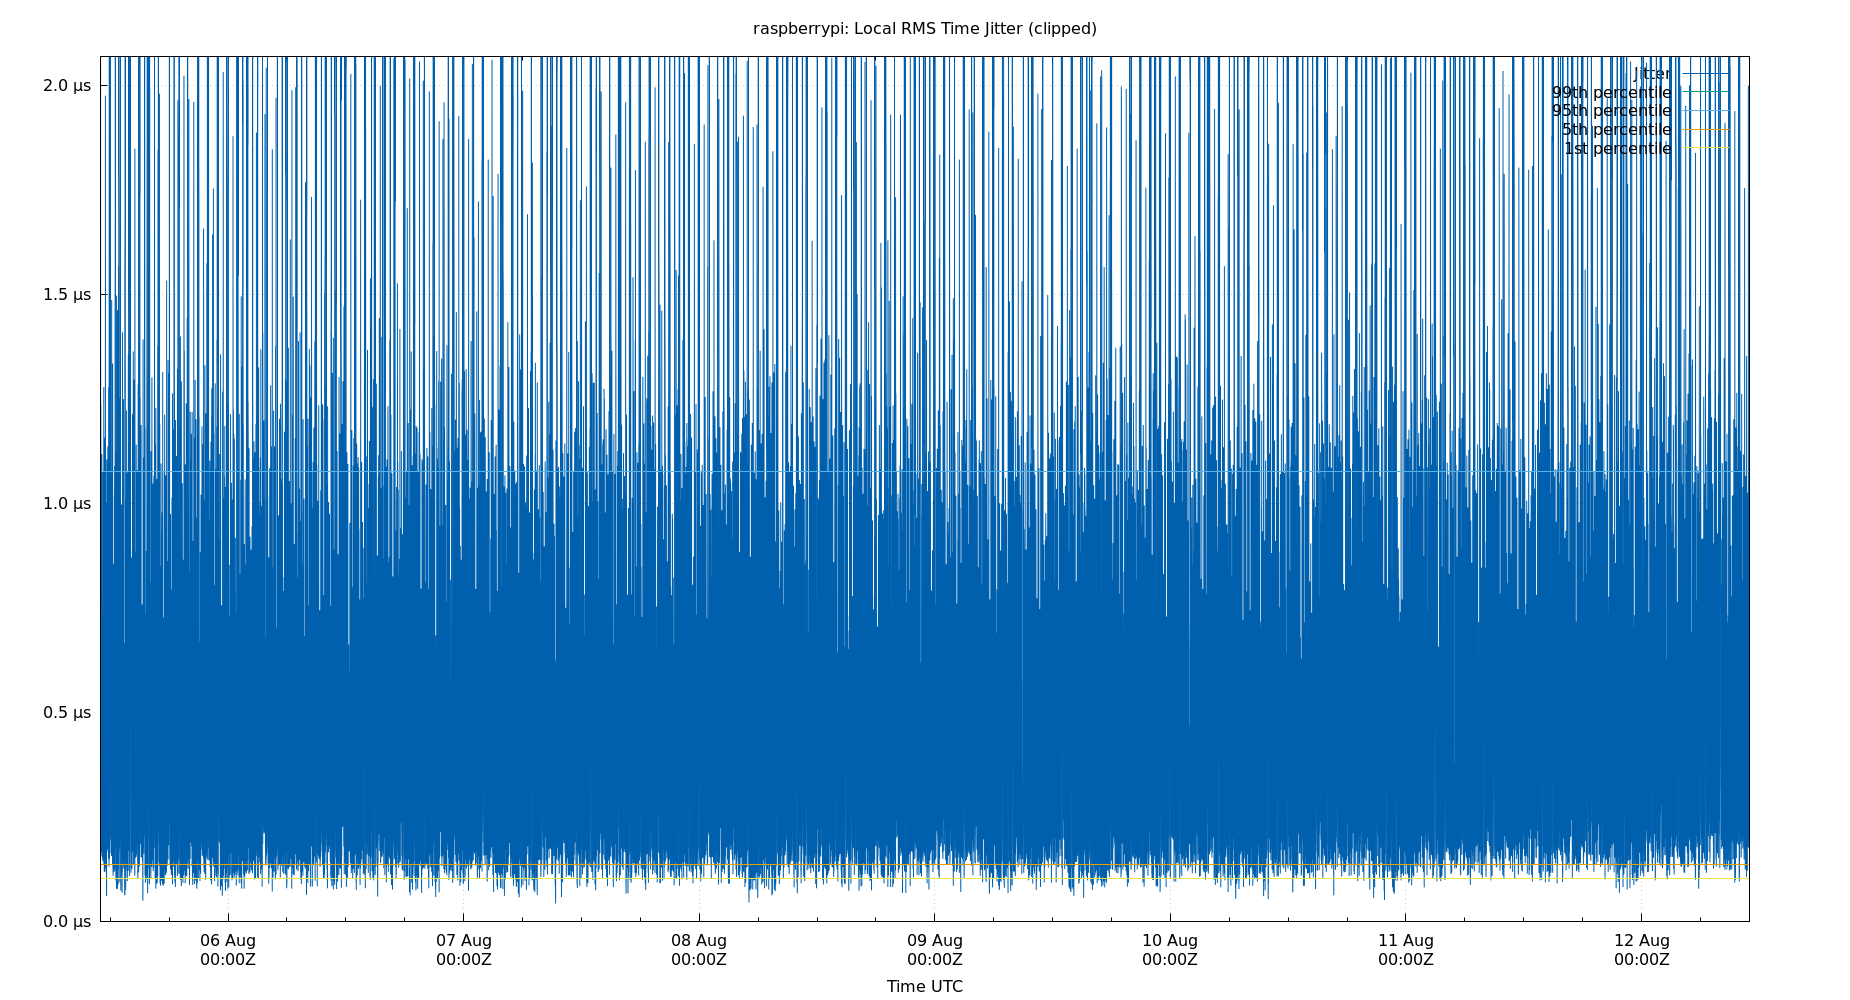 raspberrypi: Local RMS Time Jitter (clipped)
Jitter
99th percentile
95th percentile
5th percentile
1st percentile
2.0 μs
1.5 μs
1.0 μs
0.5 μs
0.0 μs
06 Aug 07 Aug 08 Aug 09 Aug 10 Aug 11 Aug 12 Aug
00:00Z 00:00Z 00:00Z 00:00Z 00:00Z 00:00Z 00:00Z
Time UTC